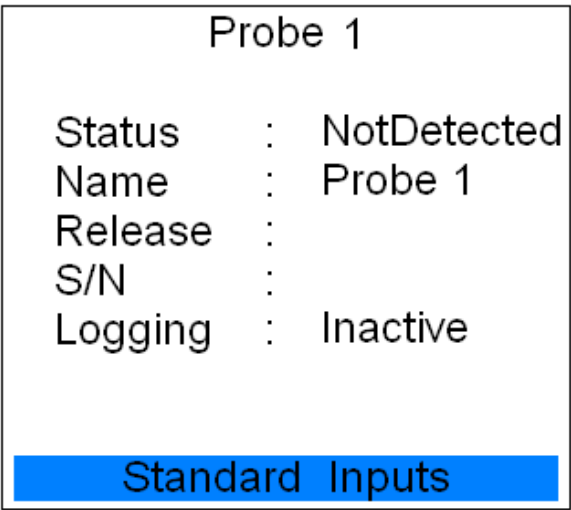 Probe 1
Status : NotDetected
Name : Probe 1
Release :
S/N :
Logging : Inactive
Standard Inputs